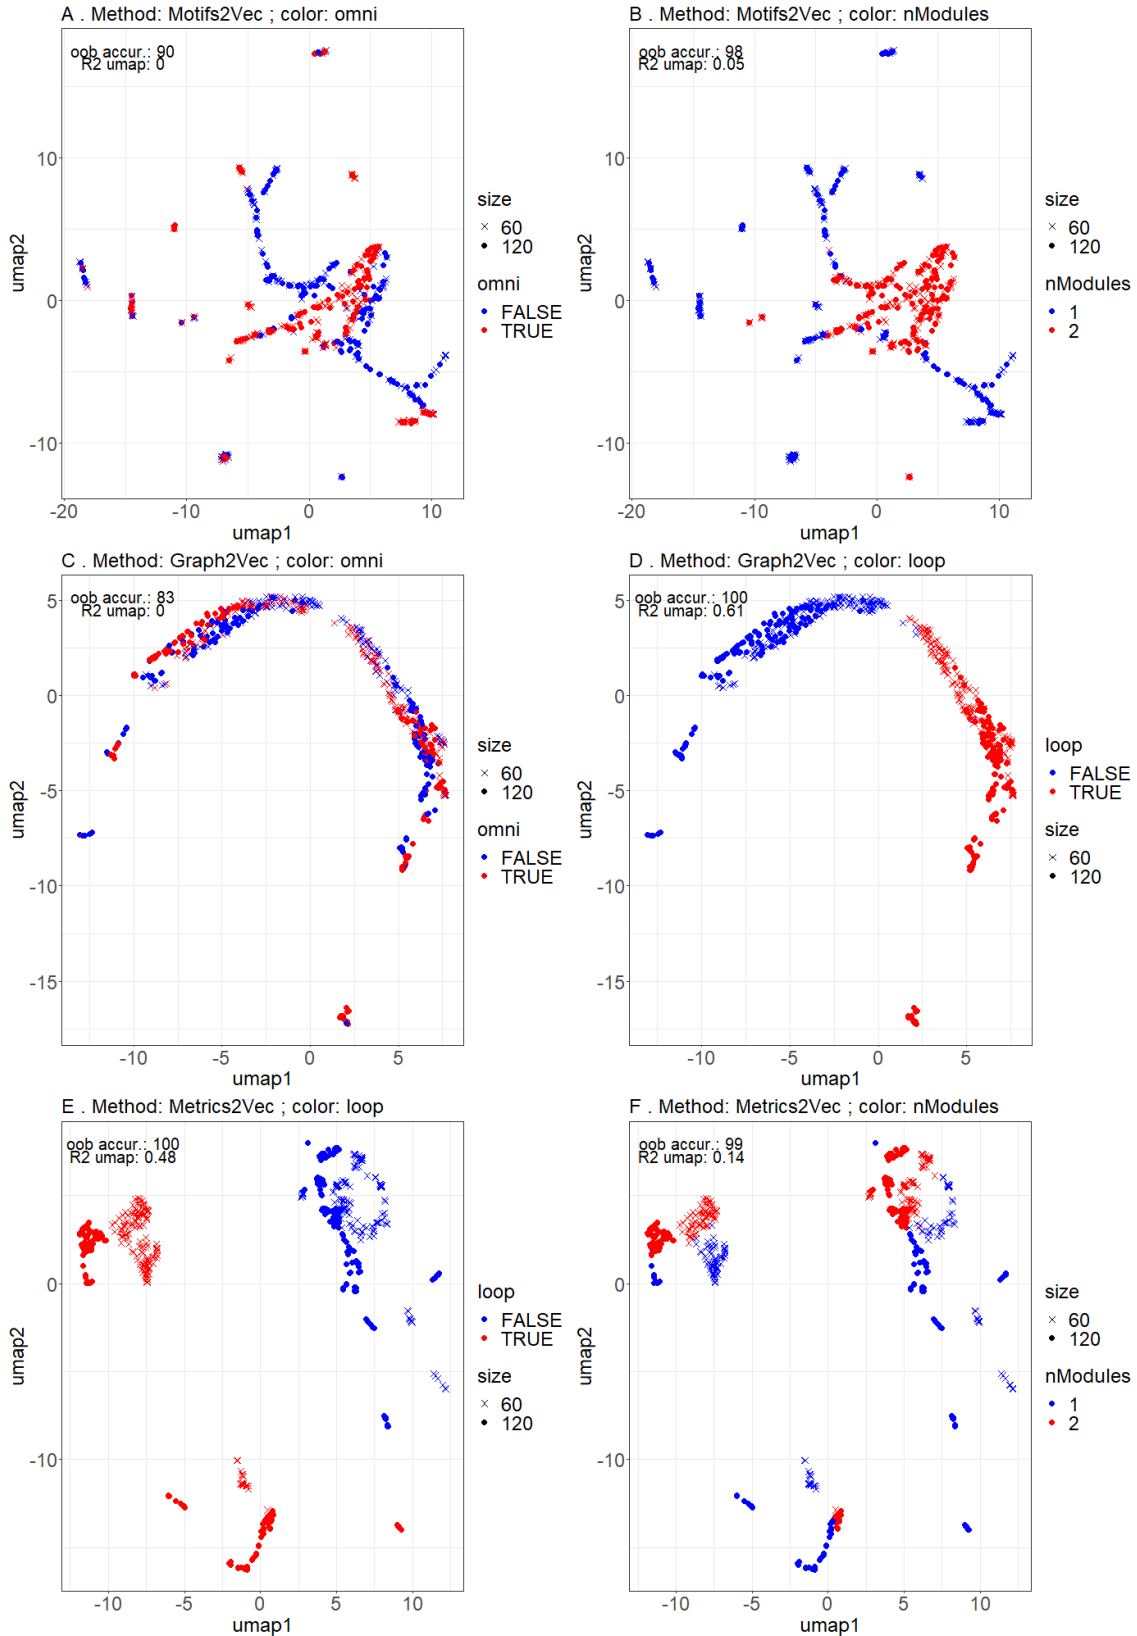 A . Method: Motifs2Vec ; color: omni
oob accur.: 90
R2 umap: 0
10
0
-10
-20
-10
0
10
umap1
umap2
size
60
120
omni
FALSE
TRUE
B . Method: Motifs2Vec ; color: nModules
oob accur.: 98
R2 umap: 0.05
10
0
-10
-20
-10
0
10
umap1
umap2
size
60
120
nModules
1
2
C . Method: Graph2Vec ; color: omni
oob accur.: 83
R2 umap: 0
5
0
-5
-10
-15
-10
-5
0
5
umap1
umap2
size
60
120
omni
FALSE
TRUE
D . Method: Graph2Vec ; color: loop
oob accur.: 100
R2 umap: 0.61
5
0
-5
-10
-15
-10
-5
0
5
umap1
umap2
loop
FALSE
TRUE
size
60
120
E . Method: Metrics2Vec ; color: loop
oob accur.: 100
R2 umap: 0.48
0
-10
-10
-5
0
5
10
umap1
umap2
loop
FALSE
TRUE
size
60
120
F . Method: Metrics2Vec ; color: nModules
oob accur.: 99
R2 umap: 0.14
0
-10
-10
-5
0
5
10
umap1
umap2
size
60
120
nModules
1
2